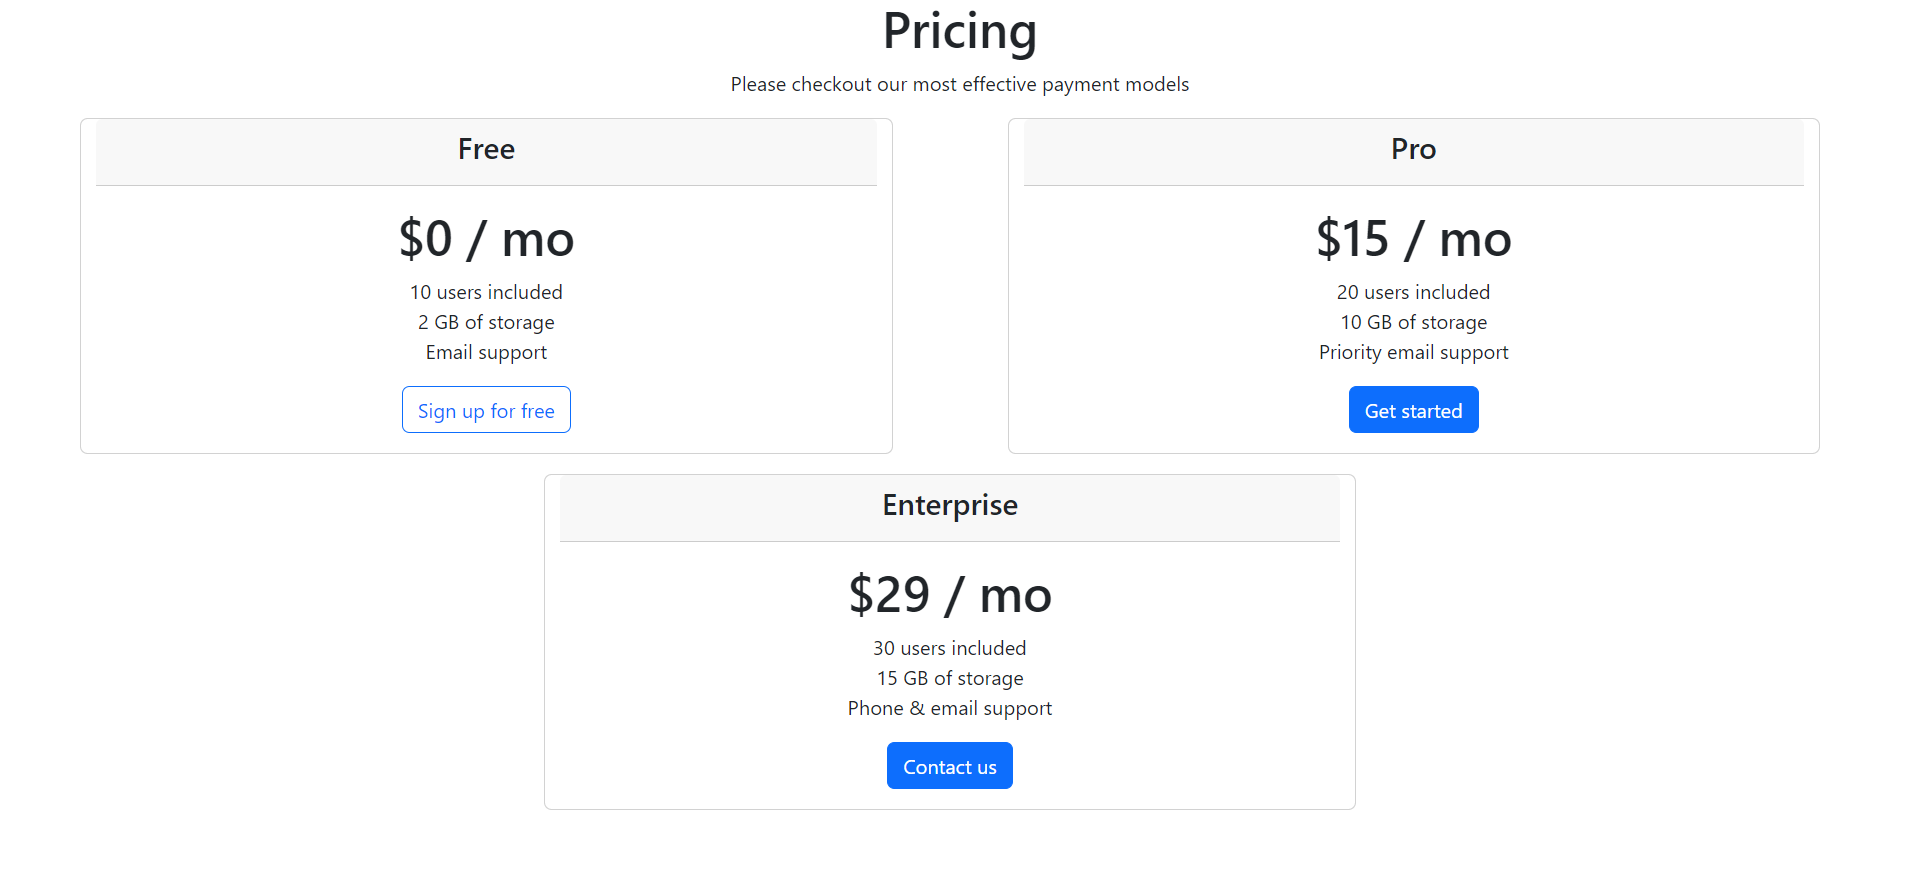 Pricing
Please checkout our most effective payment models
Free
$0 / mo
10 users included
2 GB of storage
Email support
Sign up for free
Pro
$15 / mo
20 users included
10 GB of storage
Priority email support
Get started
Enterprise
$29 / mo
30 users included
15 GB of storage
Phone & email support
Contact us